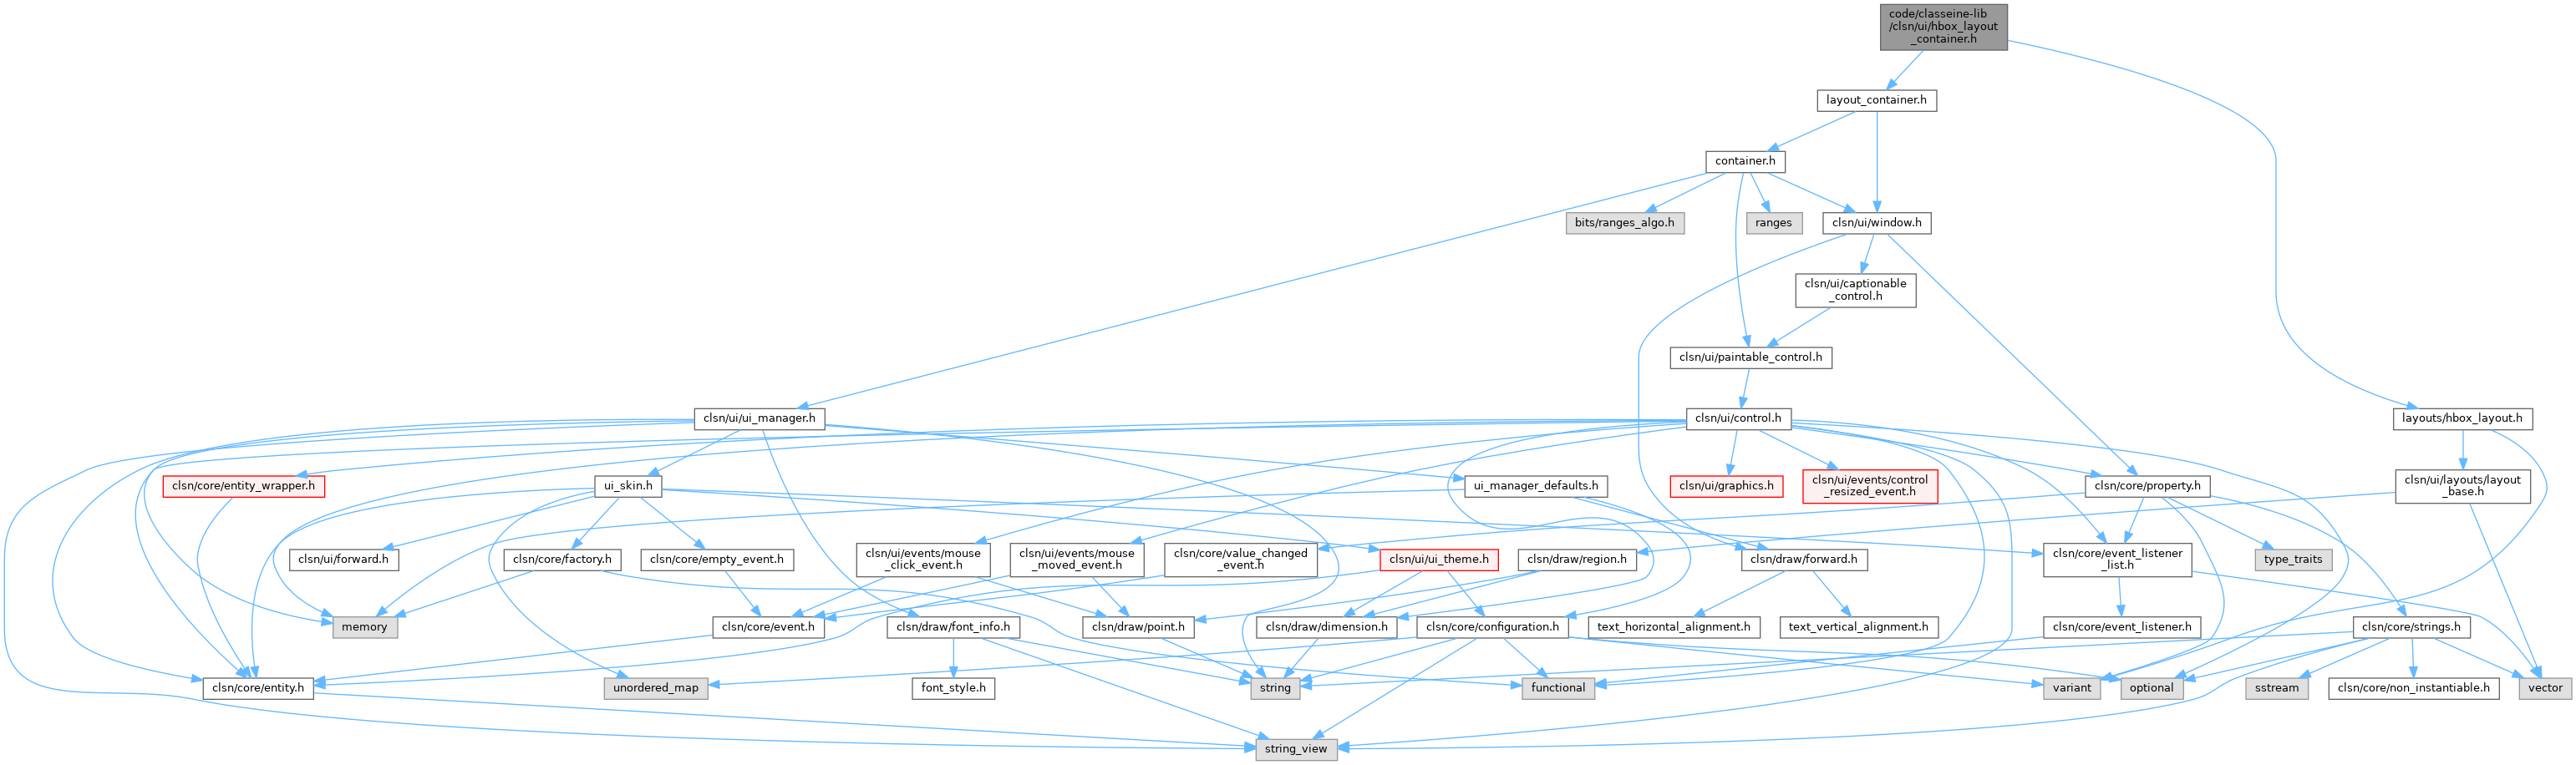 code/classeine-lib
/clsn/ui/hbox_layout
_container.h
layout_container.h
container.h
bits/ranges_algo.h
ranges
clsn/ui/window.h
clsn/ui/captionable
_control.h
clsn/ui/paintable_control.h
clsn/ui/ui_manager.h
clsn/ui/control.h
layouts/hbox_layout.h
clsn/core/entity_wrapper.h
ui_skin.h
ui_manager_defaults.h
clsn/ui/graphics.h
clsn/ui/events/control
_resized_event.h
clsn/core/property.h
clsn/ui/layouts/layout
_base.h
clsn/ui/forward.h
clsn/core/factory.h
clsn/core/empty_event.h
clsn/ui/events/mouse
_click_event.h
clsn/ui/events/mouse
_moved_event.h
clsn/core/value_changed
_event.h
clsn/ui/ui_theme.h
clsn/draw/region.h
clsn/draw/forward.h
clsn/core/event_listener
_list.h
type_traits
memory
clsn/core/event.h
clsn/draw/font_info.h
clsn/draw/point.h
clsn/draw/dimension.h
clsn/core/configuration.h
text_horizontal_alignment.h
text_vertical_alignment.h
clsn/core/event_listener.h
clsn/core/strings.h
clsn/core/entity.h
unordered_map
font_style.h
string
functional
variant
optional
sstream
clsn/core/non_instantiable.h
vector
string_view